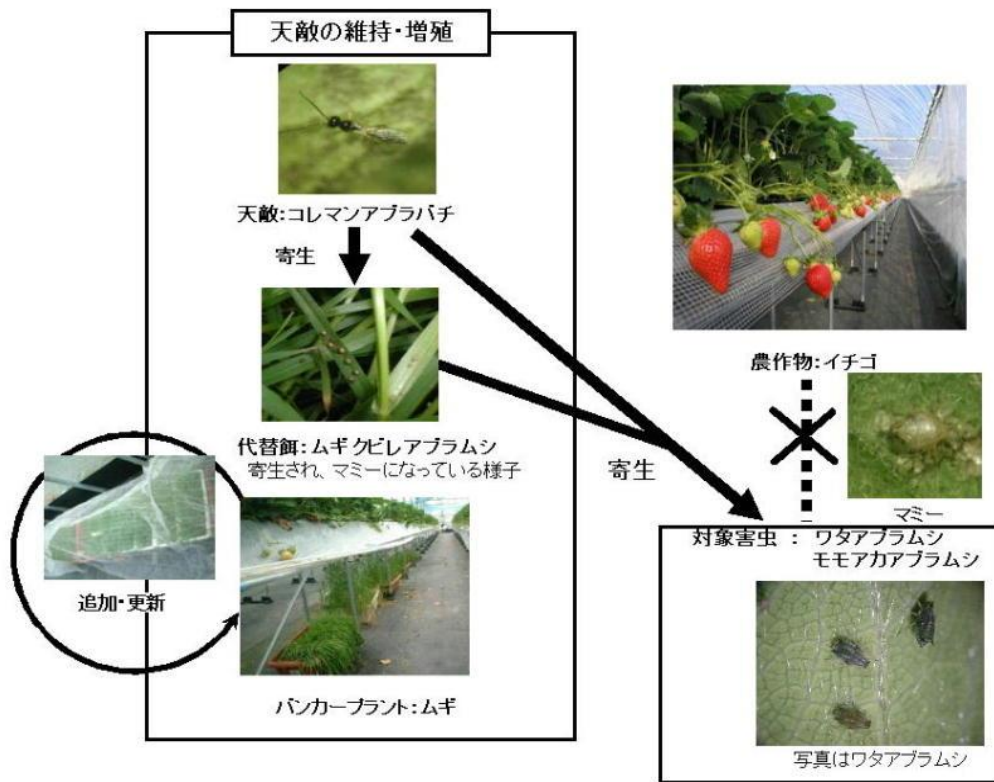 天敵の維持・増殖
天敵:コレマンアブラバチ
寄生
代替餌:ムギクビレアブラムシ
寄生され、マミーになっている様子
追加・更新
バンカープラント:ムギ
農作物:イチゴ
寄生
マミー
対象害虫 : ワタアブラムシ
モモアカアブラムシ
写真はワタアブラムシ